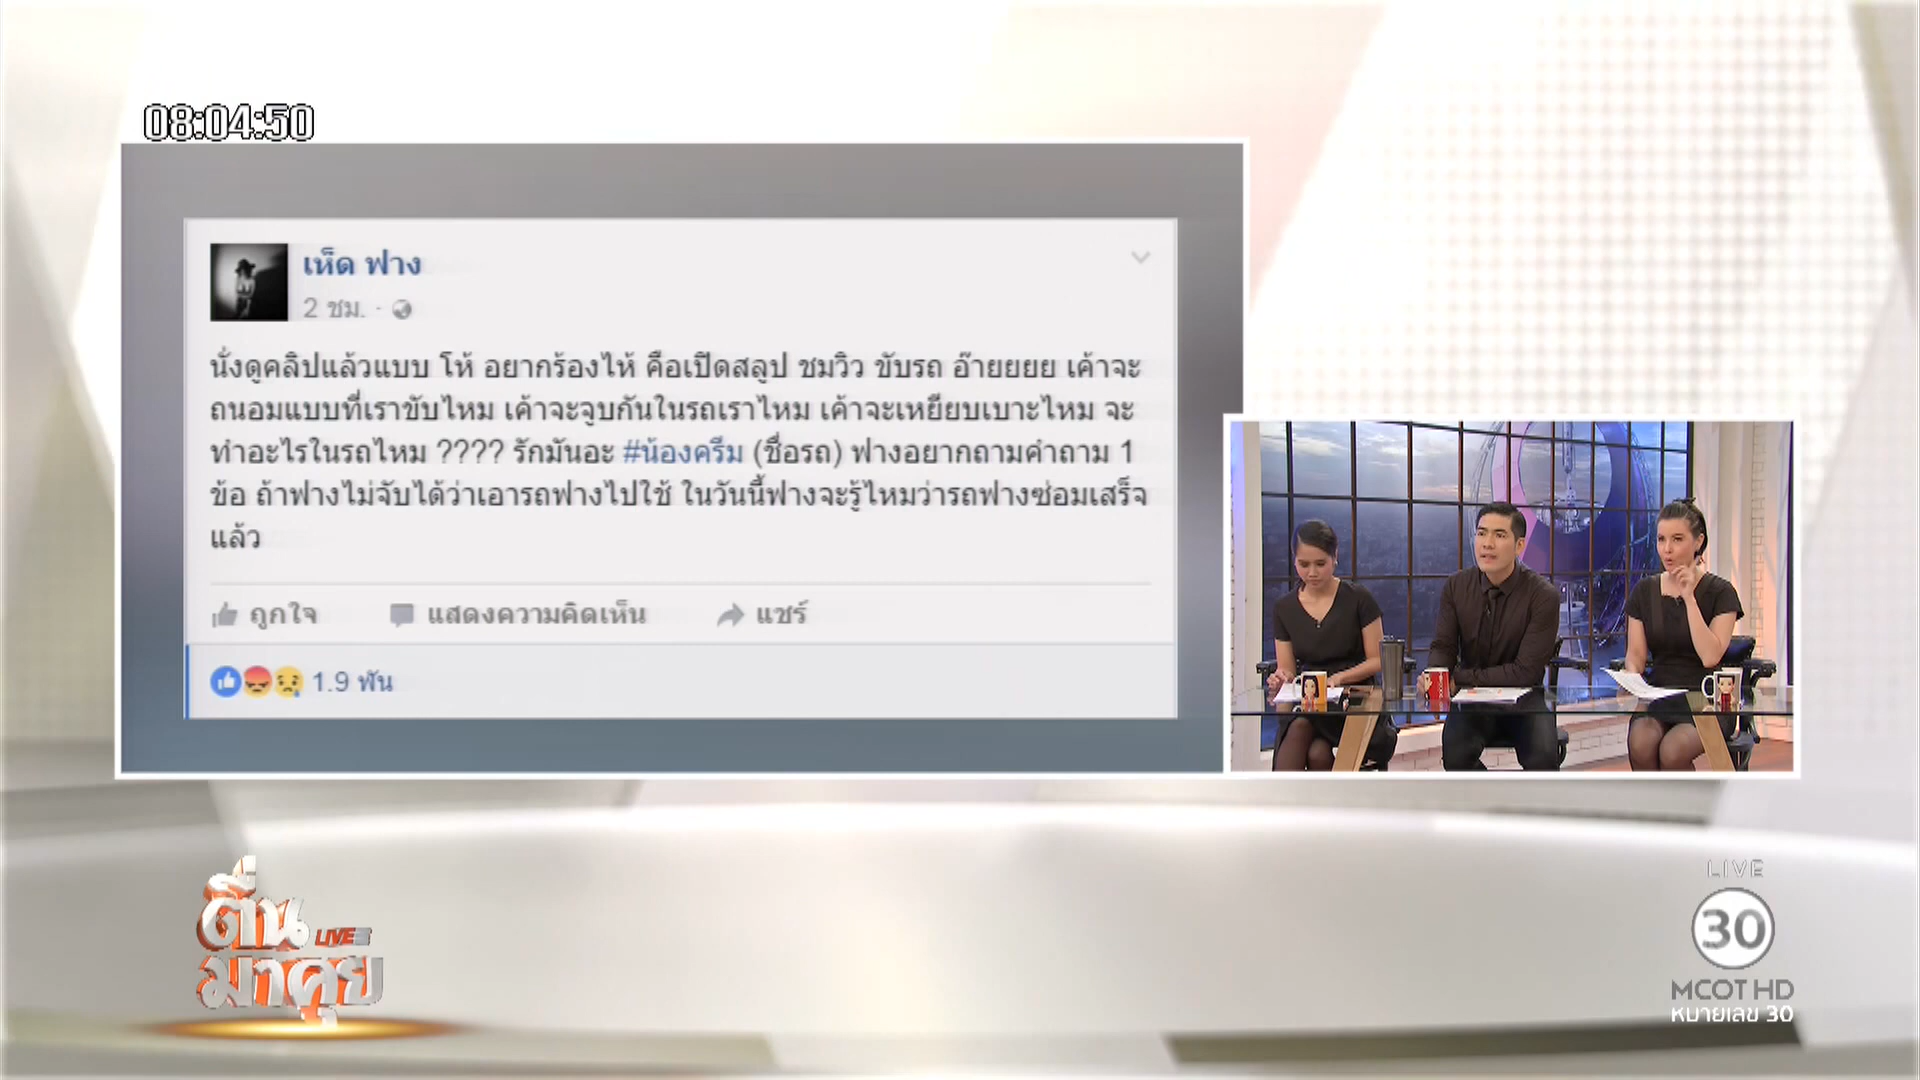 08:04:50
เห็ด ฟาง
2 ชม.
นั่งดูคลิปแล้วแบบ โห้ อยากร้องไห้ คือเปิดสลูป ชมวิว ขับรถ อ๊ายยยย เค้าจะ
ถนอมแบบที่เราขับไหม เค้าจะจูบกันในรถเราไหม เค้าจะเหยียบเบาะไหม จะ
ทำอะไรในรถไหม ???? รักมันอะ #น้องครีม (ชื่อรถ) ฟางอยากถามคำถาม 1
ข้อ ถ้าฟางไม่จับได้ว่าเอารถฟางไปใช้ ในวันนี้ฟางจะรู้ไหมว่ารถฟางซ่อมเสร็จ
แล้ว
ถูกใจ แสดงความคิดเห็น แชร์
1.9 พัน
ตื่น LIVE
มาคุย
LIVE
30
MCOT HD
หมายเลข 30